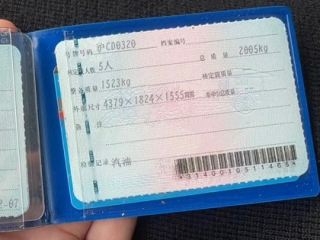 号牌号码 沪CD0320 档案编号
核定载人数 5人 总质量 2005kg
整备质量 1523kg 核定载质量
外廓尺寸 4379×1824×1555mm 准牵引总质量 --
备注
检验记录 汽油